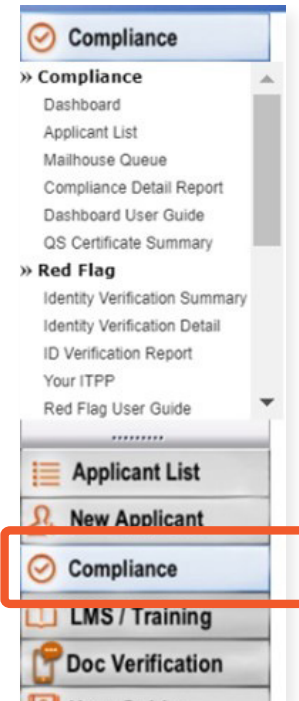 Compliance
» Compliance
Dashboard
Applicant List
Mailhouse Queue
Compliance Detail Report
Dashboard User Guide
QS Certificate Summary
» Red Flag
Identity Verification Summary
Identity Verification Detail
ID Verification Report
Your ITPP
Red Flag User Guide
Applicant List
New Applicant
Compliance
LMS / Training
Doc Verification